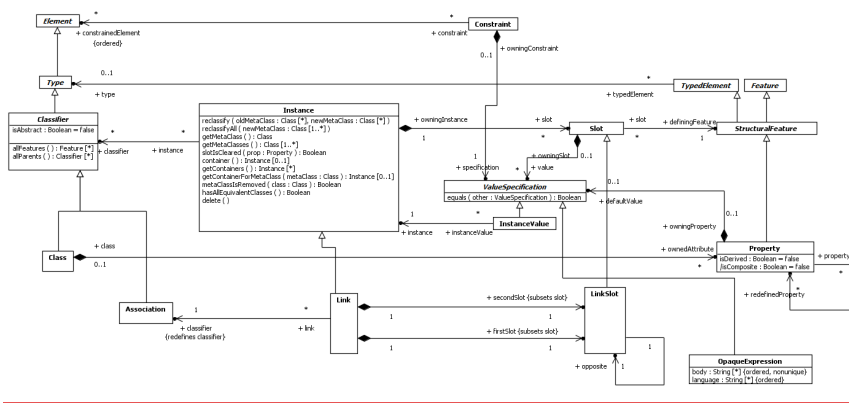 Element
*
+ constrainedElement
{ordered}
*
+ constraint
Constraint
0..1
+ owningConstraint
Type
0..1
+ type
*
+ typedElement
TypedElement
Feature
Classifier
isAbstract : Boolean = false
allFeatures ( ) : Feature [*]
allParents ( ) : Classifier [*]
*
+ classifier
*
+ instance
Instance
reclassify ( oldMetaClass : Class [*], newMetaClass : Class [*] )
reclassifyAll ( newMetaClass : Class [1..*] )
getMetaClass ( ) : Class
getMetaClasses ( ) : Class [1..*]
slotIsCleared ( prop : Property ) : Boolean
container ( ) : Instance [0..1]
getContainers ( ) : Instance [*]
getContainerForMetaClass ( metaClass : Class ) : Instance [0..1]
metaClassIsRemoved ( class : Class ) : Boolean
hasAllEquivalentClasses ( ) : Boolean
delete ( )
+ owningInstance
1
+ slot
*
Slot
+ slot
*
+ definingFeature
1
StructuralFeature
+ owningSlot
0..1
1
+ specification
*
+ value
ValueSpecification
equals ( other : ValueSpecification ) : Boolean
0..1
+ defaultValue
0..1
+ owningProperty
1
+ instance
*
+ instanceValue
InstanceValue
Class
+ class
0..1
+ ownedAttribute
*
Property
isDerived : Boolean = false
/isComposite : Boolean = false
+ property
*
*
+ redefinedProperty
Association
1
+ classifier
{redefines classifier}
*
+ link
Link
1
+ secondSlot {subsets slot}
1
1
+ firstSlot {subsets slot}
1
LinkSlot
1
+ opposite
1
OpaqueExpression
body : String [*] {ordered, nonunique}
language : String [*] {ordered}